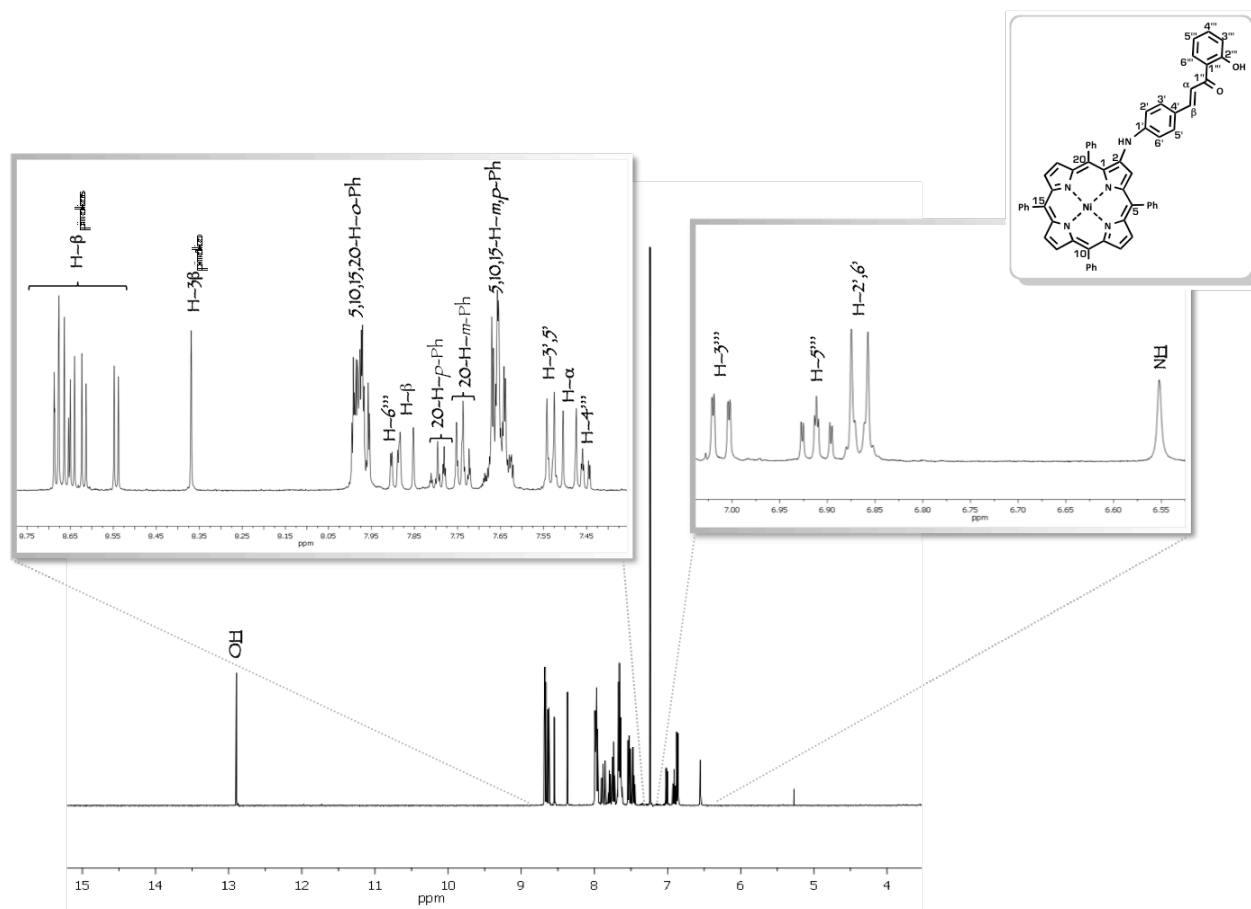 4'''
5'''
3'''
2'''
6'''
1'''
OH
1''
α
O
3'
2'
4'
β
1'
5'
HN
6'
Ph
2
20
1
N
N
15
Ni
5
Ph
Ph
N
N
10
Ph
H-β
H-3β
5,10,15,20-H-o-Ph
H-6'''
H-β
20-H-p-Ph
20-H-m-Ph
5,10,15-H-m,p-Ph
H-3',5'
H-α
H-4'''
8.75 8.65 8.55 8.45 8.35 8.25 8.15 8.05 7.95 7.85 7.75 7.65 7.55 7.45
ppm
H-3'''
H-5'''
H-2',6'
NH
7.00 6.95 6.90 6.85 6.80 6.75 6.70 6.65 6.60 6.55
ppm
OH
15 14 13 12 11 10 9 8 7 6 5 4
ppm